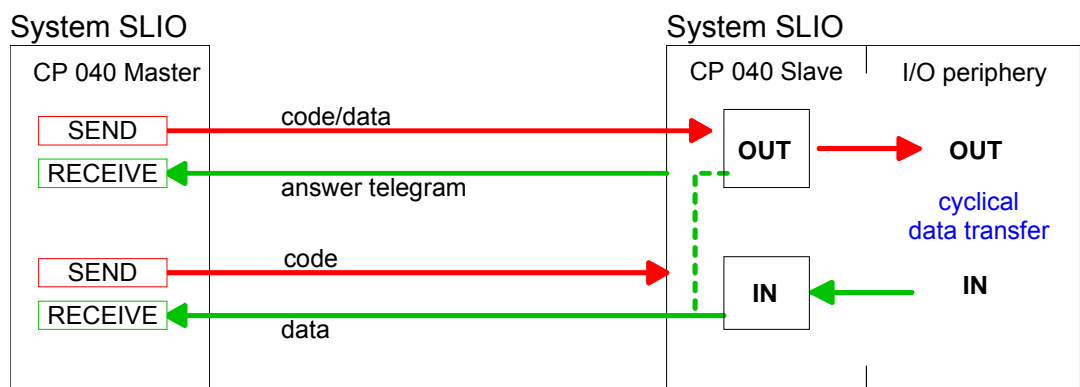 System SLIO
System SLIO
CP 040 Master
CP 040 Slave
I/O periphery
SEND
code/data
OUT
OUT
RECEIVE
answer telegram
cyclical
data transfer
SEND
code
IN
IN
RECEIVE
data